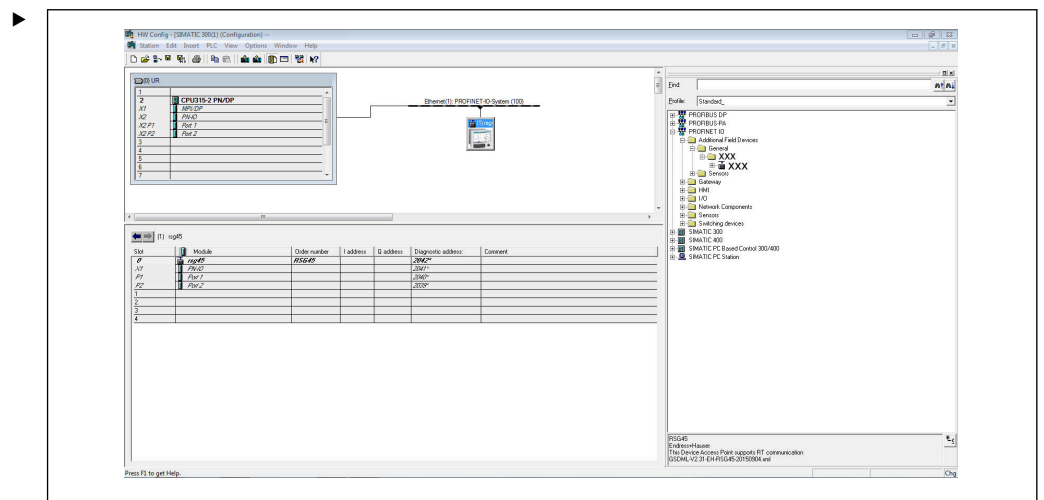 HW Config - [SIMATIC 300(1) (Configuration) --
Station Edit Insert PLC View Options Window Help
(0) UR
1
2 CPU315-2 PN/DP
X1 MPI/DP
X2 PN-IO
X2 P1 Port 1
X2 P2 Port 2
3
4
5
6
7
Ethernet(1): PROFINET-IO-System (100)
(1) rsg4
(1) rsg45
Slot Module Order number I address Q address Diagnostic address: Comment
0 rsg45 RSG45 2042*
X1 PN-IO 2041*
P1 Port 1 2040*
P2 Port 2 2039*
1
2
3
4
Find:
Profile: Standard_
PROFIBUS DP
PROFIBUS-PA
PROFINET IO
Additional Field Devices
General
XXX
XXX
Sensors
Gateway
HMI
I/O
Network Components
Sensors
Switching devices
SIMATIC 300
SIMATIC 400
SIMATIC PC Based Control 300/400
SIMATIC PC Station
RSG45
Endress+Hauser
This Device Access Point supports RT communication
GSDML-V2.31-EH-RSG45-20150904.xml
Press F1 to get Help.
Chg